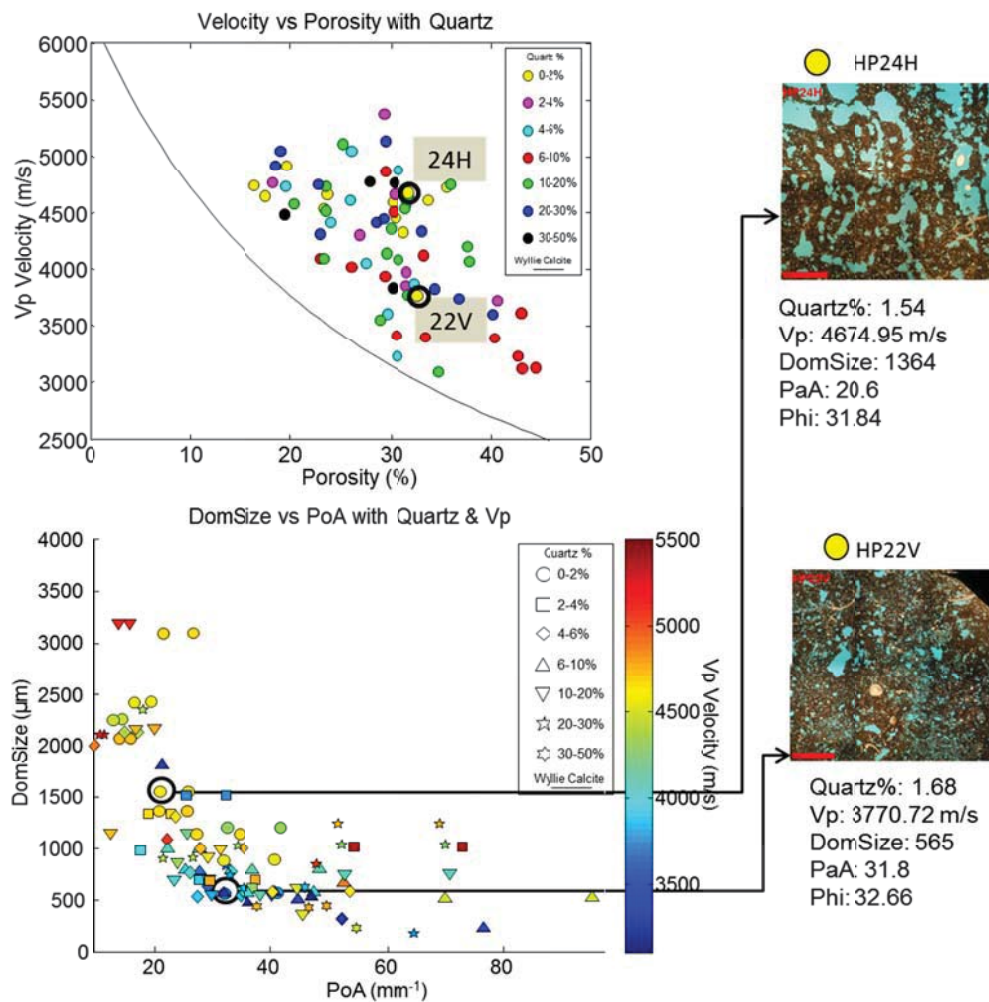 Velocity vs Porosity with Quartz
6000
5500
5000
4500
4000
3500
3000
2500
Vp Velocity (m/s)
0
10
20
30
40
50
Porosity (%)
Quartz %
0-2%
2-4%
4-6%
6-10%
10-20%
20-30%
30-50%
Wyllie Calcite
24H
22V
HP24H
HP24H
Quartz%: 1.54
Vp: 4674.95 m/s
DomSize: 1364
PaA: 20.6
Phi: 31.84
DomSize vs PoA with Quartz & Vp
4000
3500
3000
2500
2000
1500
1000
500
0
DomSize (µm)
20
40
60
80
PoA (mm⁻¹)
Quartz %
0-2%
2-4%
4-6%
6-10%
10-20%
20-30%
30-50%
Wyllie Calcite
5500
5000
4500
4000
3500
Vp Velocity (m/s)
HP22V
Quartz%: 1.68
Vp: 3770.72 m/s
DomSize: 565
PaA: 31.8
Phi: 32.66